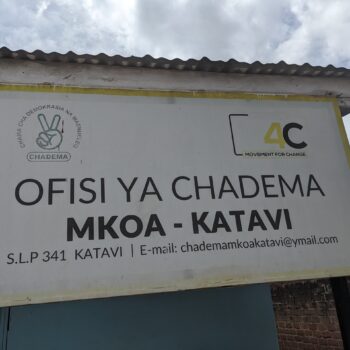 CHAMA CHA DEMOKRASIA NA MAENDELEO
CHADEMA
4C
MOVEMENT FOR CHANGE
OFISI YA CHADEMA
MKOA - KATAVI
S.L.P 341 KATAVI | E-mail: chademamkoakatavi@ymail.com